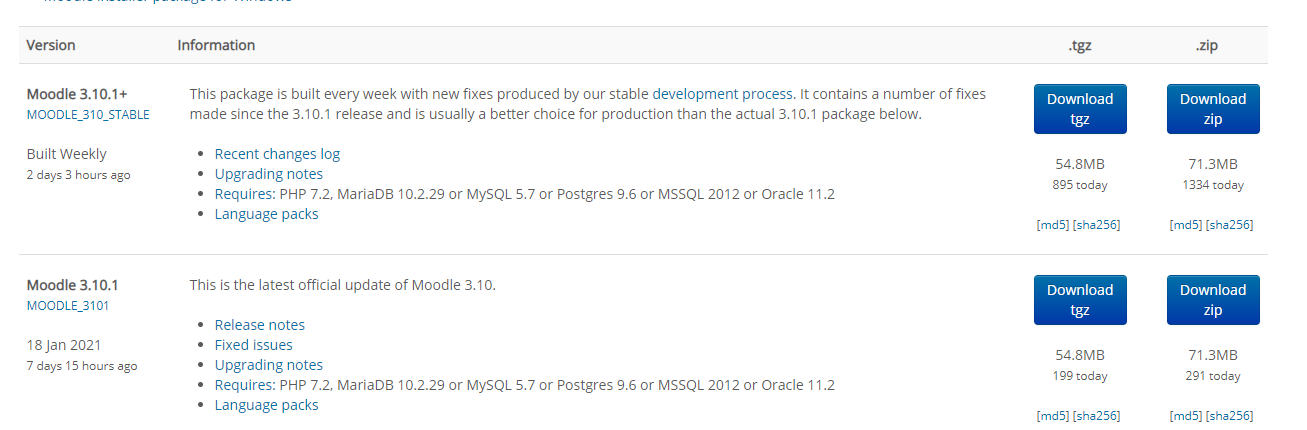 Version Information .tgz .zip
Moodle 3.10.1+
MOODLE_310_STABLE
Built Weekly
2 days 3 hours ago
This package is built every week with new fixes produced by our stable development process. It contains a number of fixes
made since the 3.10.1 release and is usually a better choice for production than the actual 3.10.1 package below.
Recent changes log
Upgrading notes
Requires: PHP 7.2, MariaDB 10.2.29 or MySQL 5.7 or Postgres 9.6 or MSSQL 2012 or Oracle 11.2
Language packs
Download
tgz
54.8MB
895 today
[md5] [sha256]
Download
zip
71.3MB
1334 today
[md5] [sha256]
Moodle 3.10.1
MOODLE_3101
18 Jan 2021
7 days 15 hours ago
This is the latest official update of Moodle 3.10.
Release notes
Fixed issues
Upgrading notes
Requires: PHP 7.2, MariaDB 10.2.29 or MySQL 5.7 or Postgres 9.6 or MSSQL 2012 or Oracle 11.2
Language packs
Download
tgz
54.8MB
199 today
[md5] [sha256]
Download
zip
71.3MB
291 today
[md5] [sha256]